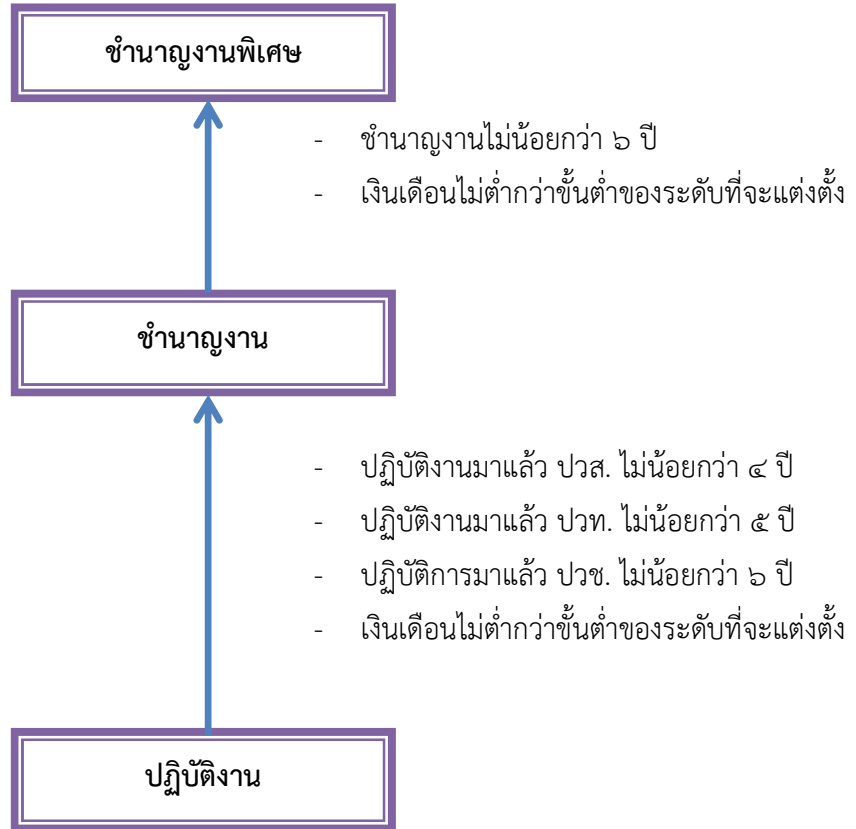 ชำนาญงานพิเศษ
- ชำนาญงานไม่น้อยกว่า ๖ ปี
- เงินเดือนไม่ต่ำกว่าขั้นต่ำของระดับที่จะแต่งตั้ง
ชำนาญงาน
- ปฏิบัติงานมาแล้ว ปวส. ไม่น้อยกว่า ๔ ปี
- ปฏิบัติงานมาแล้ว ปวท. ไม่น้อยกว่า ๕ ปี
- ปฏิบัติการมาแล้ว ปวช. ไม่น้อยกว่า ๖ ปี
- เงินเดือนไม่ต่ำกว่าขั้นต่ำของระดับที่จะแต่งตั้ง
ปฏิบัติงาน